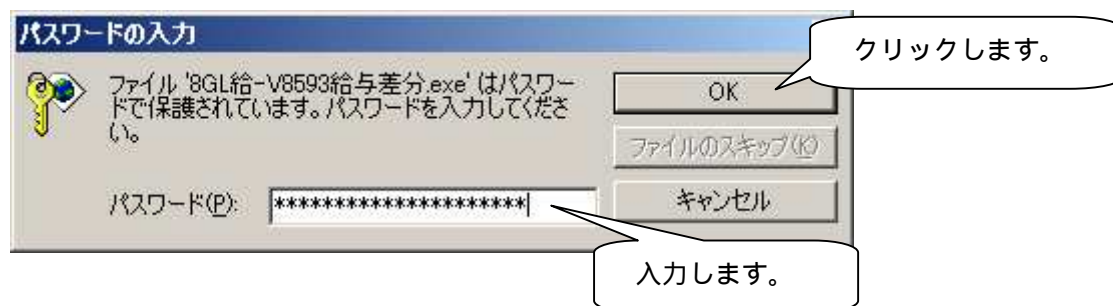 パスワードの入力
クリックします。
ファイル '8GL給-V8593給与差分.exe' はパスワー
ドで保護されています。パスワードを入力してくださ
い。
OK
ファイルのスキップ(K)
パスワード(P):
*********************
キャンセル
入力します。